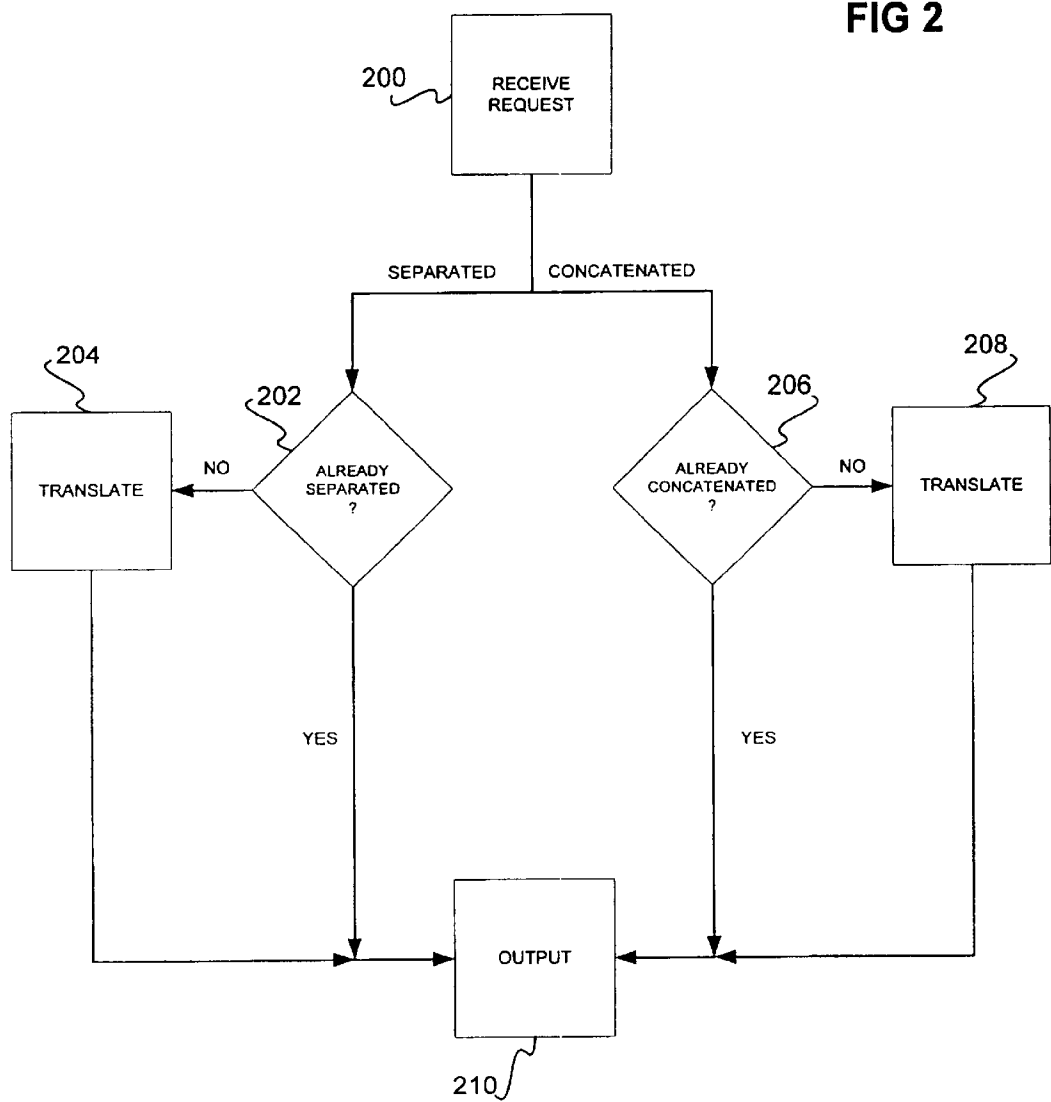 FIG 2
200
RECEIVE
REQUEST
SEPARATED
CONCATENATED
204
202
206
208
NO
TRANSLATE
ALREADY
SEPARATED
?
ALREADY
CONCATENATED
?
NO
TRANSLATE
YES
YES
OUTPUT
210